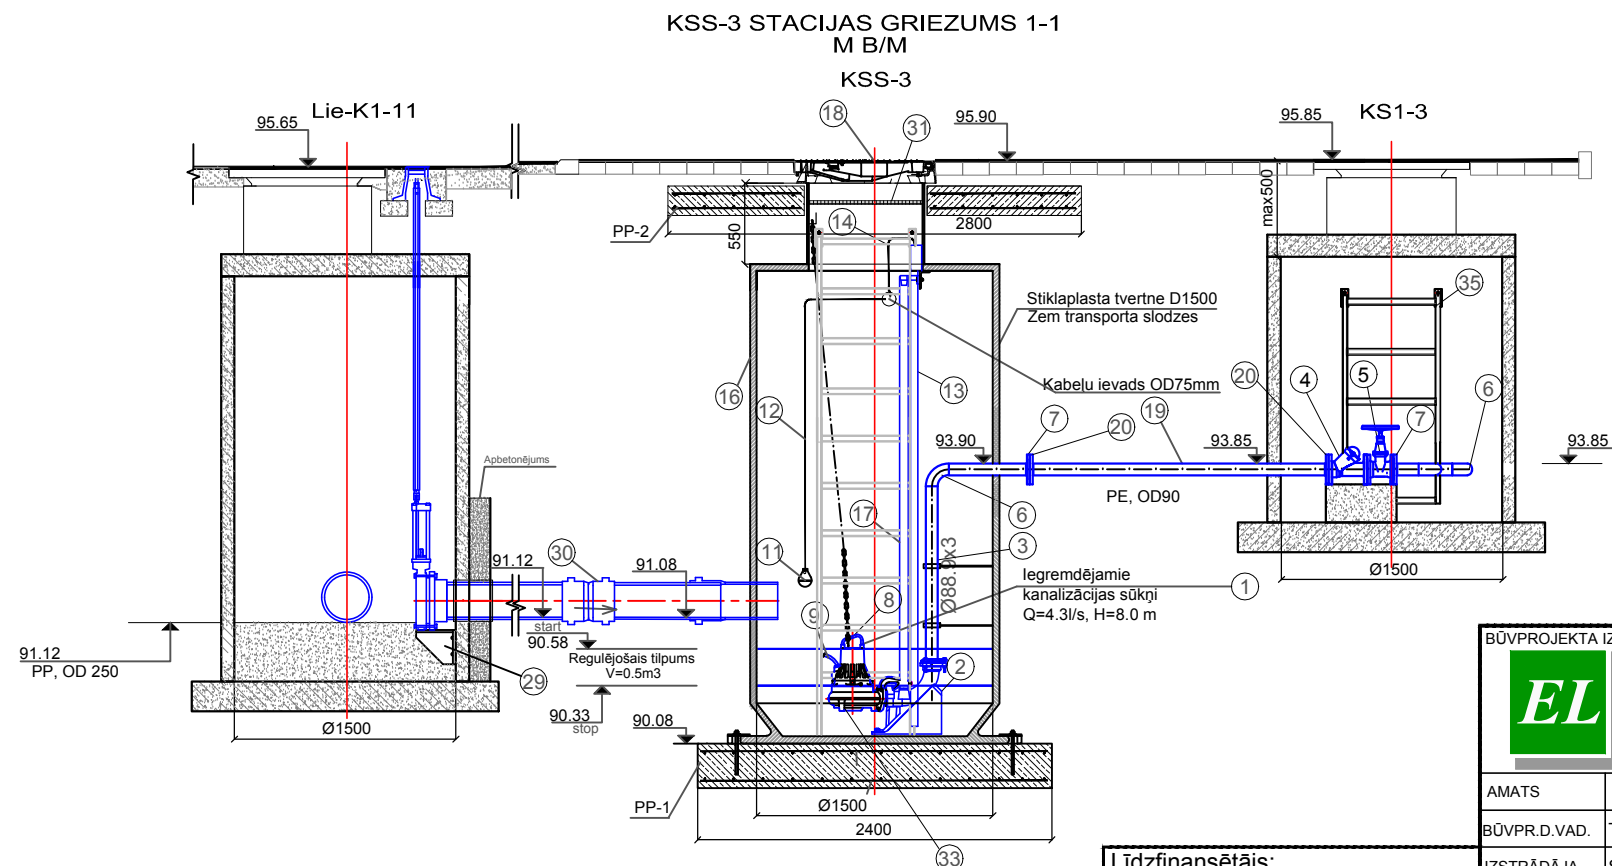 KSS-3 STACIJAS GRIEZUMS 1-1
M B/M
KSS-3
Lie-K1-11
KS1-3
95.65
18
31
95.90
95.85
max500
PP-2
550
14
2800
Stiklaplasta tvertne D1500
Zem transporta slodzes
35
16
12
13
Kabeļu ievads OD75mm
20
4
5
6
7
20
19
7
93.90
93.85
93.85
Apbetonējums
PE, OD90
17
6
3
Ø88.9x3
91.12
30
91.08
11
Iegremdējamie
kanalizācijas sūkņi
Q=4.3l/s, H=8.0 m
1
Ø1500
9
8
start
90.58
91.12
PP, OD 250
Regulējošais tilpums
V=0.5m3
2
29
90.33
stop
90.08
Ø1500
PP-1
Ø1500
2400
33
BŪVPROJEKTA IZ
EL
AMATS
BŪVPR.D.VAD.
Līdzfinansētājs: